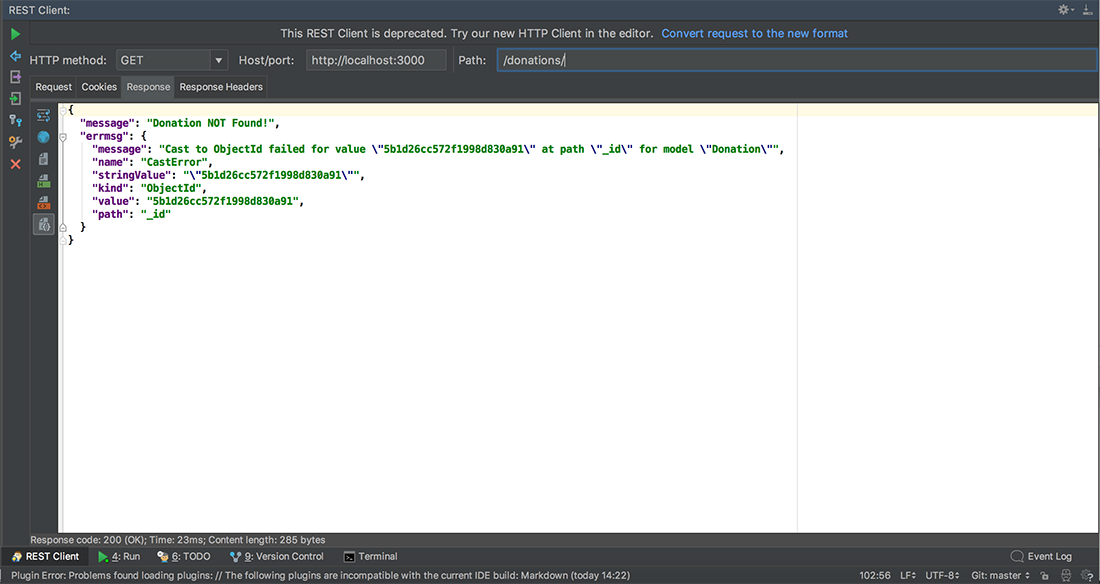 REST Client:
This REST Client is deprecated. Try our new HTTP Client in the editor. Convert request to the new format
HTTP method: GET Host/port: http://localhost:3000 Path: /donations/
Request Cookies Response Response Headers
{
"message": "Donation NOT Found!",
"errmsg": {
"message": "Cast to ObjectId failed for value \"5b1d26cc572f1998d830a91\" at path \"_id\" for model \"Donation\"",
"name": "CastError",
"stringValue": "\"5b1d26cc572f1998d830a91\"",
"kind": "ObjectId",
"value": "5b1d26cc572f1998d830a91",
"path": "_id"
}
}
Response code: 200 (OK); Time: 23ms; Content length: 285 bytes
REST Client 4: Run 6: TODO 9: Version Control Terminal Event Log
Plugin Error: Problems found loading plugins: // The following plugins are incompatible with the current IDE build: Markdown (today 14:22) 102:56 LF UTF-8 Git: master